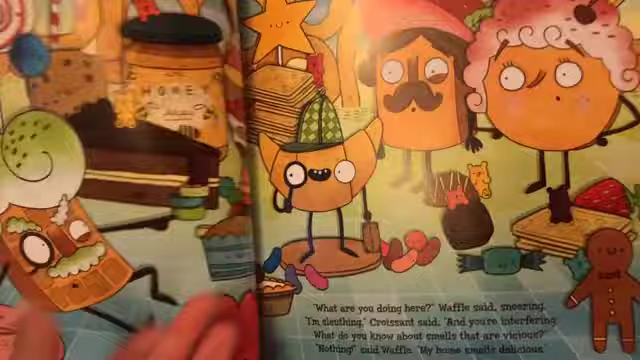 HONEY
"What are you doing here?" Waffle said, sneering.
"I'm sleuthing," Croissant said. "And you're interfering.
What do you know about smells that are vicious?"
"Nothing!" said Waffle. "My home smells delicious.